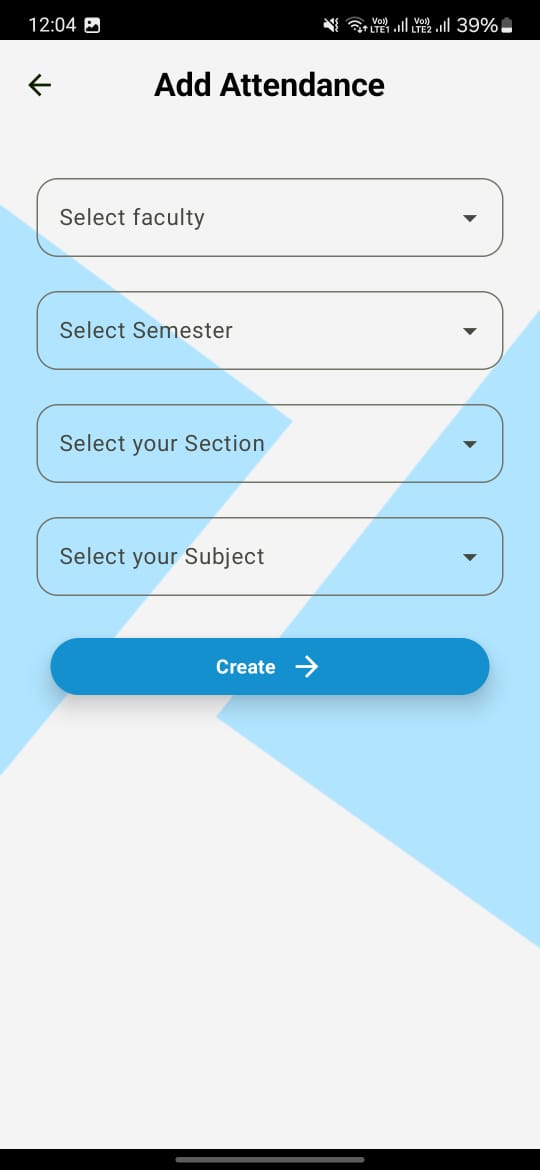 12:04 Vo)) LTE1 Vo)) LTE2 39%
Add Attendance
Select faculty
Select Semester
Select your Section
Select your Subject
Create